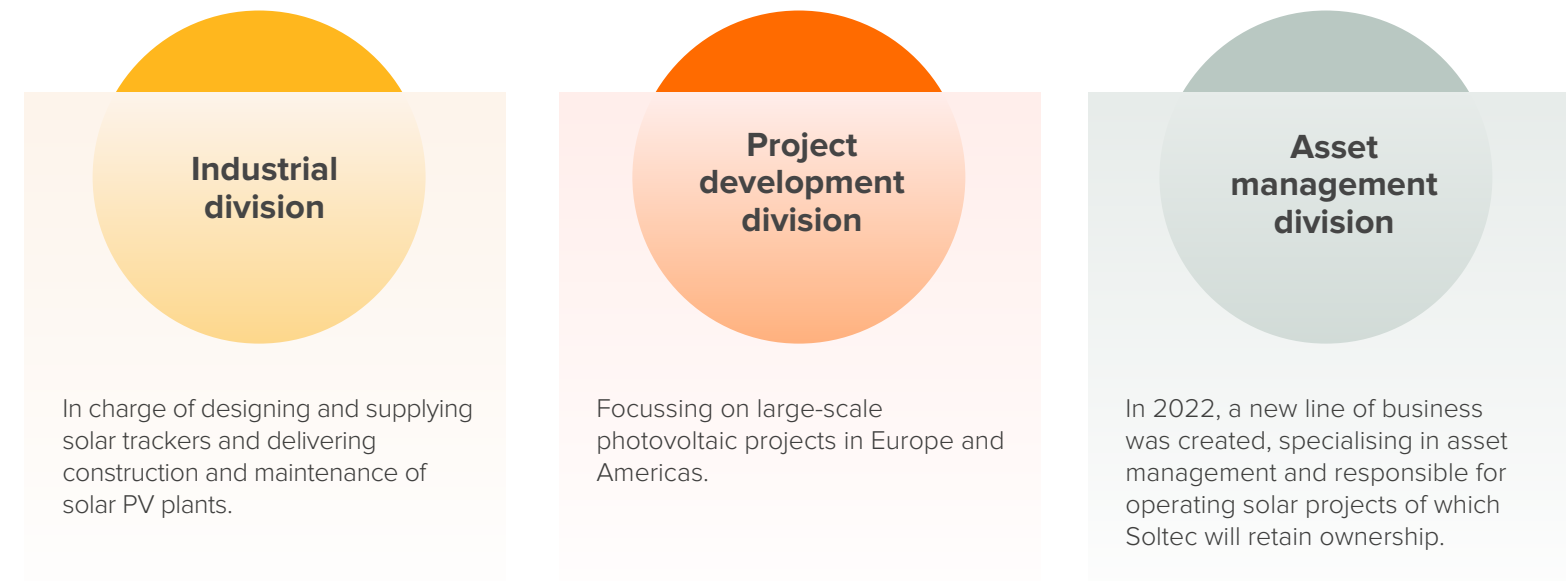 Industrial
division
In charge of designing and supplying
solar trackers and delivering
construction and maintenance of
solar PV plants.
Project
development
division
Focussing on large-scale
photovoltaic projects in Europe and
Americas.
Asset
management
division
In 2022, a new line of business
was created, specialising in asset
management and responsible for
operating solar projects of which
Soltec will retain ownership.